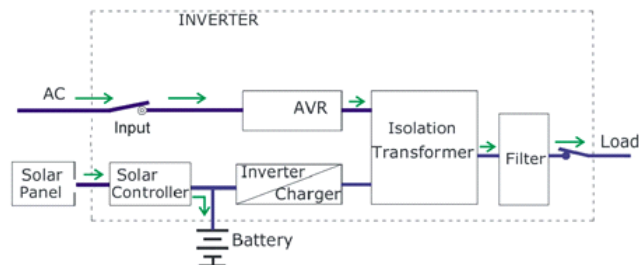 INVERTER
AC
Input
AVR
Isolation
Transformer
Filter
Load
Solar
Panel
Solar
Controller
Inverter
Charger
Battery